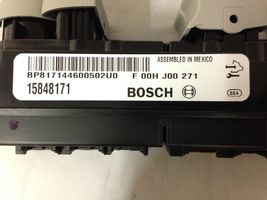 ASSEMBLED IN MEXICO
BP817144600502U0 F 00H J00 271
15848171 BOSCH 864